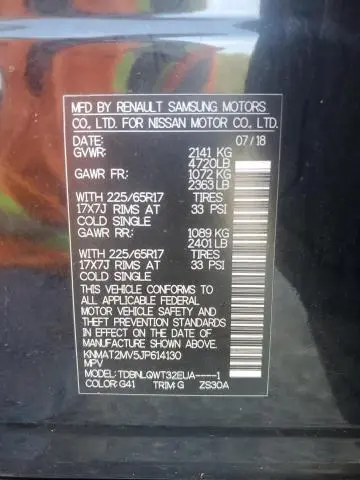 MFD BY RENAULT SAMSUNG MOTORS
CO., LTD. FOR NISSAN MOTOR CO., LTD.
DATE: 07/18
GVWR: 2141 KG
4720LB
GAWR FR: 1072 KG
2363LB
WITH 225/65R17 TIRES
17X7J RIMS AT 33 PSI
COLD SINGLE
GAWR RR: 1089 KG
2401LB
WITH 225/65R17 TIRES
17X7J RIMS AT 33 PSI
COLD SINGLE
THIS VEHICLE CONFORMS TO
ALL APPLICABLE FEDERAL
MOTOR VEHICLE SAFETY AND
THEFT PREVENTION STANDARDS
IN EFFECT ON THE DATE OF
MANUFACTURE SHOWN ABOVE.
KNMAT2MV5JP614130
MPV
MODEL: TDBNLQWT32EUA----1
COLOR: G41 TRIM G ZS30A